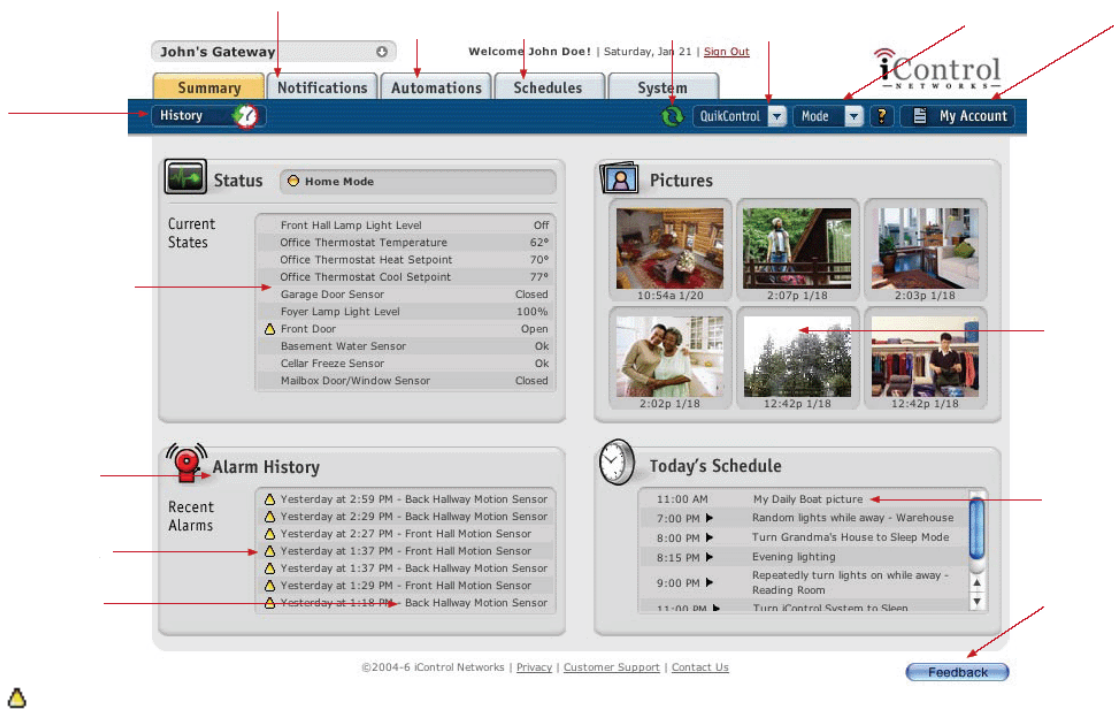 John's Gateway
Welcome John Doe! | Saturday, Jan 21 | Sign Out
iControl
NETWORKS
Summary
Notifications
Automations
Schedules
System
History
QuikControl
Mode
?
My Account
Status
Home Mode
Current
States
Front Hall Lamp Light Level Off
Office Thermostat Temperature 62°
Office Thermostat Heat Setpoint 70°
Office Thermostat Cool Setpoint 77°
Garage Door Sensor Closed
Foyer Lamp Light Level 100%
Front Door Open
Basement Water Sensor Ok
Cellar Freeze Sensor Ok
Mailbox Door/Window Sensor Closed
Pictures
10:54a 1/20
2:07p 1/18
2:03p 1/18
2:02p 1/18
12:42p 1/18
12:42p 1/18
Alarm History
Recent
Alarms
Yesterday at 2:59 PM - Back Hallway Motion Sensor
Yesterday at 2:29 PM - Back Hallway Motion Sensor
Yesterday at 2:27 PM - Front Hall Motion Sensor
Yesterday at 1:37 PM - Front Hall Motion Sensor
Yesterday at 1:37 PM - Back Hallway Motion Sensor
Yesterday at 1:29 PM - Front Hall Motion Sensor
Yesterday at 1:18 PM - Back Hallway Motion Sensor
Today's Schedule
11:00 AM My Daily Boat picture
7:00 PM Random lights while away - Warehouse
8:00 PM Turn Grandma's House to Sleep Mode
8:15 PM Evening lighting
9:00 PM Repeatedly turn lights on while away -
Reading Room
11:00 PM Turn iControl System to Sleep
©2004-6 iControl Networks | Privacy | Customer Support | Contact Us
Feedback